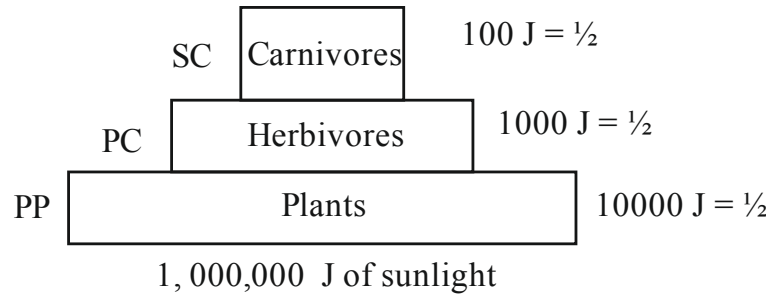 SC Carnivores 100 J = ½
PC Herbivores 1000 J = ½
PP Plants 10000 J = ½
1, 000,000 J of sunlight